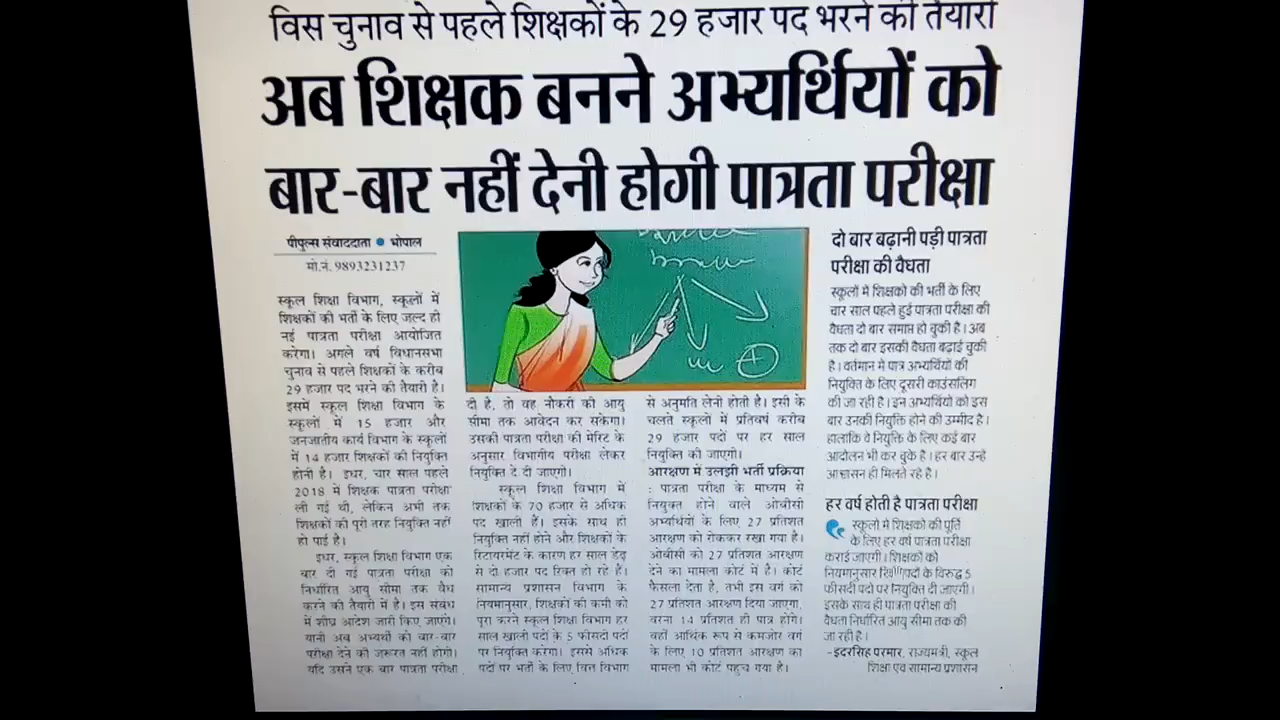 विस चुनाव से पहले शिक्षकों के 29 हजार पद भरने की तैयारी
अब शिक्षक बनने अभ्यर्थियों को
बार-बार नहीं देनी होगी पात्रता परीक्षा
पीपुल्स संवाददाता • भोपाल
मो.नं. 9893231237
स्कूल शिक्षा विभाग, स्कूलों में
शिक्षकों की भर्ती के लिए जल्द ही
नई पात्रता परीक्षा आयोजित
करेगा। अगले वर्ष विधानसभा
चुनाव से पहले शिक्षकों के करीब
29 हजार पद भरने की तैयारी है।
इसमें स्कूल शिक्षा विभाग के
स्कूलों में 15 हजार और
जनजातीय कार्य विभाग के स्कूलों
में 14 हजार शिक्षकों की नियुक्ति
होनी है। इधर, चार साल पहले
2018 में शिक्षक पात्रता परीक्षा
ली गई थी, लेकिन अभी तक
शिक्षकों की पूरी तरह नियुक्ति नहीं
हो पाई है।
इधर, स्कूल शिक्षा विभाग एक
बार दी गई पात्रता परीक्षा को
निर्धारित आयु सीमा तक वैध
करने की तैयारी में है। इस संबंध
में शीघ्र आदेश जारी किए जाएंगे।
यानी अब अभ्यर्थी को बार-बार
परीक्षा देने की जरूरत नहीं होगी।
यदि उसने एक बार पात्रता परीक्षा
दी है, तो वह नौकरी की आयु
सीमा तक आवेदन कर सकेगा।
उसकी पात्रता परीक्षा की मेरिट के
अनुसार विभागीय परीक्षा लेकर
नियुक्ति दे दी जाएगी।
स्कूल शिक्षा विभाग में
शिक्षकों के 70 हजार से अधिक
पद खाली हैं। इसके साथ ही
नियुक्ति नहीं होने और शिक्षकों के
रिटायरमेंट के कारण हर साल डेढ़
से दो हजार पद रिक्त हो रहे हैं।
सामान्य प्रशासन विभाग के
नियमानुसार, शिक्षकों की कमी को
पूरा करने स्कूल शिक्षा विभाग हर
साल खाली पदों के 5 फीसदी पदों
पर नियुक्ति करेगा। इससे अधिक
पदों पर भर्ती के लिए वित्त विभाग
से अनुमति लेनी होती है। इसी के
चलते स्कूलों में प्रतिवर्ष करीब
29 हजार पदों पर हर साल
नियुक्ति की जाएगी।
आरक्षण में उलझी भर्ती प्रक्रिया
: पात्रता परीक्षा के माध्यम से
नियुक्त होने वाले ओबीसी
अभ्यर्थियों के लिए 27 प्रतिशत
आरक्षण को रोककर रखा गया है।
ओबीसी को 27 प्रतिशत आरक्षण
देने का मामला कोर्ट में है। कोर्ट
फैसला देता है, तभी इस वर्ग को
27 प्रतिशत आरक्षण दिया जाएगा,
वरना 14 प्रतिशत ही पात्र होंगे।
वहीं आर्थिक रूप से कमजोर वर्ग
के लिए 10 प्रतिशत आरक्षण का
मामला भी कोर्ट पहुंच गया है।
दो बार बढ़ानी पड़ी पात्रता
परीक्षा की वैधता
स्कूलों में शिक्षकों की भर्ती के लिए
चार साल पहले हुई पात्रता परीक्षा की
वैधता दो बार समाप्त हो चुकी है। अब
तक दो बार इसकी वैधता बढ़ाई चुकी
है। वर्तमान में पात्र अभ्यर्थियों की
नियुक्ति के लिए दूसरी काउंसलिंग
की जा रही है। इन अभ्यर्थियों को इस
बार उनकी नियुक्ति होने की उम्मीद है।
हालांकि वे नियुक्ति के लिए कई बार
आंदोलन भी कर चुके हैं। हर बार उन्हें
आश्वासन ही मिलते रहे हैं।
हर वर्ष होती है पात्रता परीक्षा
स्कूलों में शिक्षकों की पूर्ति
के लिए हर वर्ष पात्रता परीक्षा
कराई जाएगी। शिक्षकों को
नियमानुसार रिक्त पदों के विरुद्ध 5
फीसदी पदों पर नियुक्ति दी जाएगी।
इसके साथ ही पात्रता परीक्षा की
वैधता निर्धारित आयु सीमा तक की
जा रही है।
-इंदरसिंह परमार, राज्यमंत्री, स्कूल
शिक्षा एवं सामान्य प्रशासन